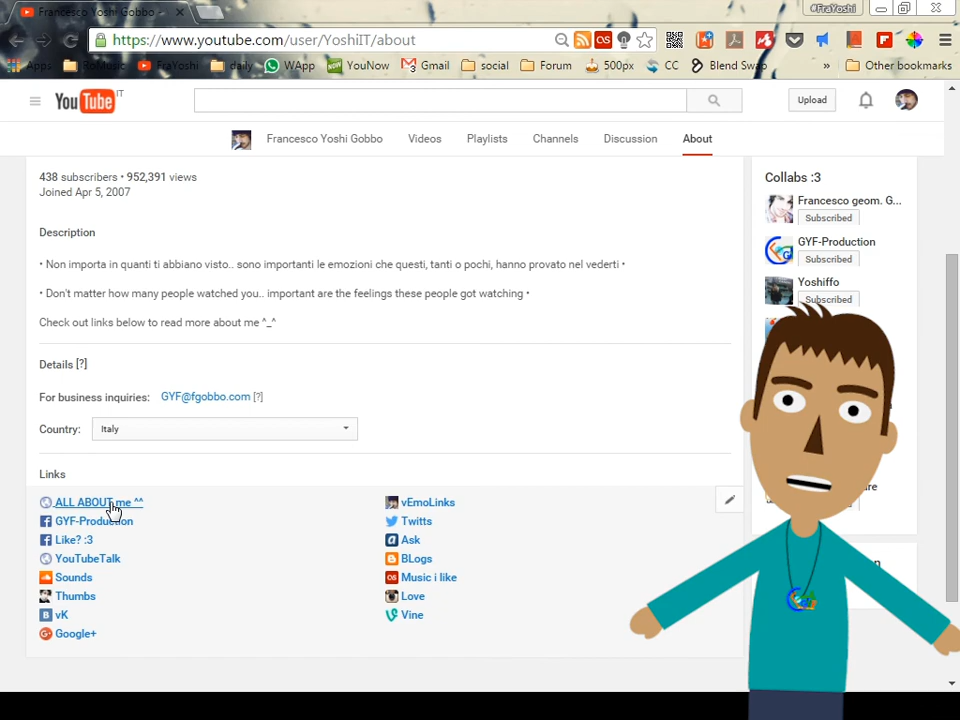 Francesco Yoshi Gobbo
#FraYoshi
https://www.youtube.com/user/YoshiIT/about
Apps RoMusic FraYoshi daily WApp YouNow Gmail social Forum 500px CC Blend Swap » Other bookmarks
YouTube IT
Upload
Francesco Yoshi Gobbo Videos Playlists Channels Discussion About
438 subscribers • 952,391 views
Joined Apr 5, 2007
Description
• Non importa in quanti ti abbiano visto.. sono importanti le emozioni che questi, tanti o pochi, hanno provato nel vederti •
• Don't matter how many people watched you.. important are the feelings these people got watching •
Check out links below to read more about me ^_^
Details [?]
For business inquiries: GYF@fgobbo.com [?]
Country: Italy
Links
ALL ABOUT me ^^
GYF-Production
Like? :3
YouTubeTalk
Sounds
Thumbs
vK
Google+
vEmoLinks
Twitts
Ask
BLogs
Music i like
Love
Vine
Collabs :3
Francesco geom. G...
Subscribed
GYF-Production
Subscribed
Yoshiffo
Subscribed